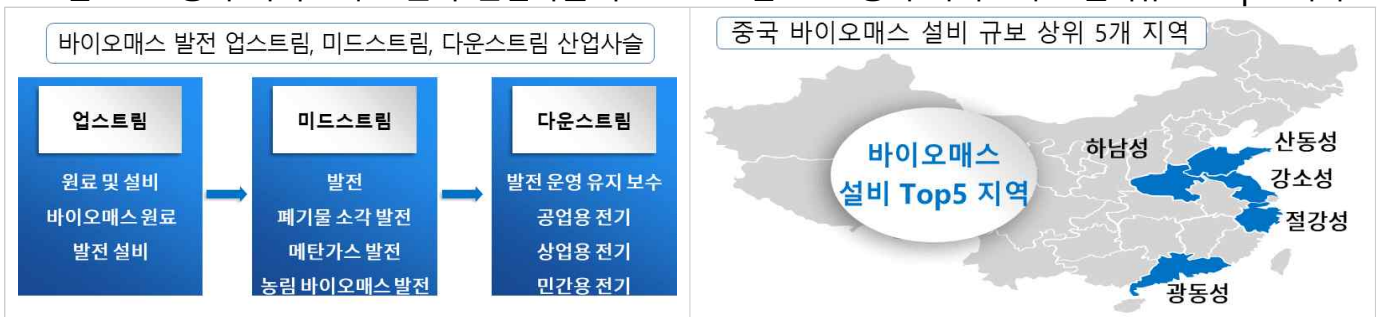 바이오매스 발전 업스트림, 미드스트림, 다운스트림 산업사슬
업스트림
원료 및 설비
바이오매스 원료
발전 설비
미드스트림
발전
폐기물 소각 발전
메탄가스 발전
농림 바이오매스 발전
다운스트림
발전 운영 유지 보수
공업용 전기
상업용 전기
민간용 전기
중국 바이오매스 설비 규보 상위 5개 지역
바이오매스
설비 Top5 지역
하남성
산동성
강소성
절강성
광동성